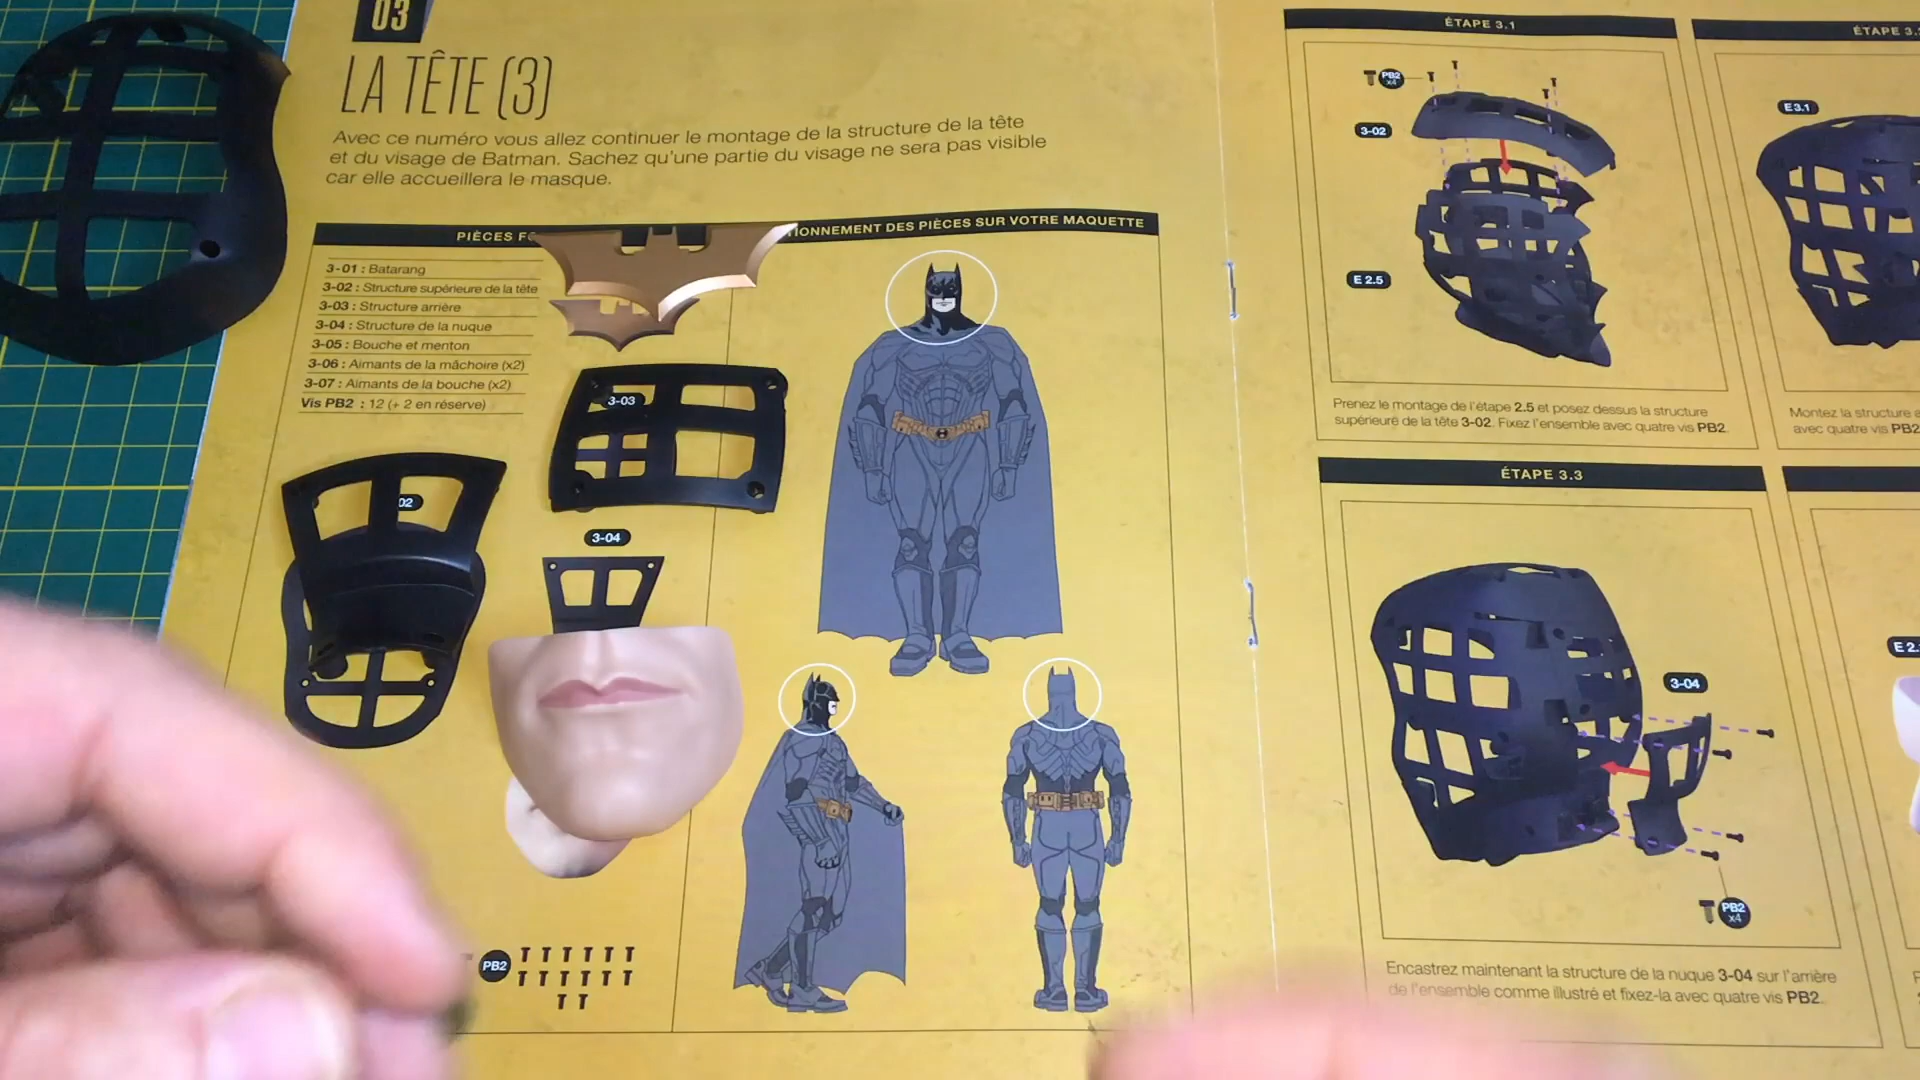 03
LA TÊTE (3)
Avec ce numéro vous allez continuer le montage de la structure de la tête
et du visage de Batman. Sachez qu'une partie du visage ne sera pas visible
car elle accueillera le masque.
PIÈCES
TIONNEMENT DES PIÈCES SUR VOTRE MAQUETTE
3-01 : Batarang
3-02 : Structure supérieure de la tête
3-03 : Structure arrière
3-04 : Structure de la nuque
3-05 : Bouche et menton
3-06 : Aimants de la mâchoire (x2)
3-07 : Aimants de la bouche (x2)
Vis PB2 : 12 (+ 2 en réserve)
3-03
02
3-04
PB2
ÉTAPE 3.1
PB2
x4
3-02
E 2.5
Prenez le montage de l'étape 2.5 et posez dessus la structure
supérieure de la tête 3-02. Fixez l'ensemble avec quatre vis PB2.
ÉTAPE 3.
E 3.1
Montez la structure
avec quatre vis PB2
ÉTAPE 3.3
3-04
PB2
x4
Encastrez maintenant la structure de la nuque 3-04 sur l'arrière
de l'ensemble comme illustré et fixez-la avec quatre vis PB2.
E 2.